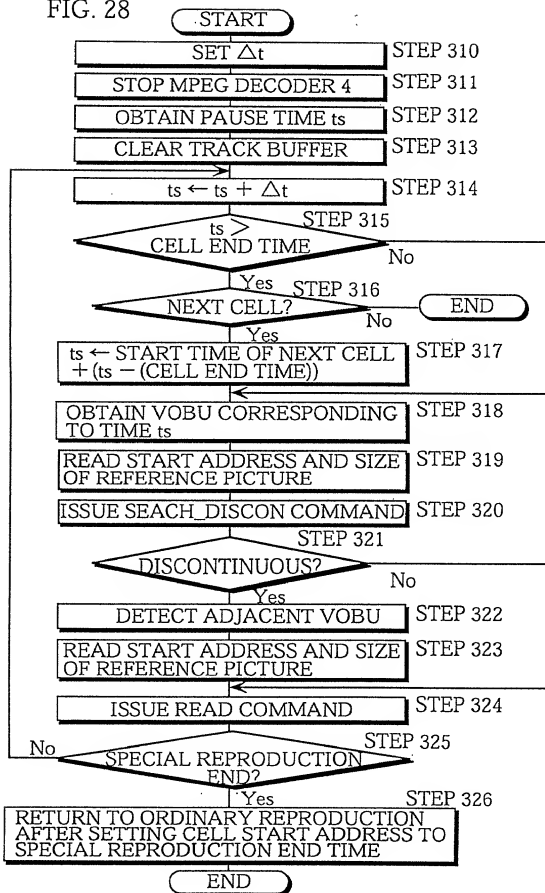 FIG. 28
START
SET △t
STEP 310
STOP MPEG DECODER 4
STEP 311
OBTAIN PAUSE TIME ts
STEP 312
CLEAR TRACK BUFFER
STEP 313
ts ← ts + △t
STEP 314
STEP 315
ts >
CELL END TIME
No
Yes
STEP 316
NEXT CELL?
No
END
Yes
ts ← START TIME OF NEXT CELL
+ (ts – (CELL END TIME))
STEP 317
OBTAIN VOBU CORRESPONDING
TO TIME ts
STEP 318
READ START ADDRESS AND SIZE
OF REFERENCE PICTURE
STEP 319
ISSUE SEACH_DISCON COMMAND
STEP 320
STEP 321
DISCONTINUOUS?
No
Yes
DETECT ADJACENT VOBU
STEP 322
READ START ADDRESS AND SIZE
OF REFERENCE PICTURE
STEP 323
ISSUE READ COMMAND
STEP 324
No
STEP 325
SPECIAL REPRODUCTION
END?
Yes
STEP 326
RETURN TO ORDINARY REPRODUCTION
AFTER SETTING CELL START ADDRESS TO
SPECIAL REPRODUCTION END TIME
END